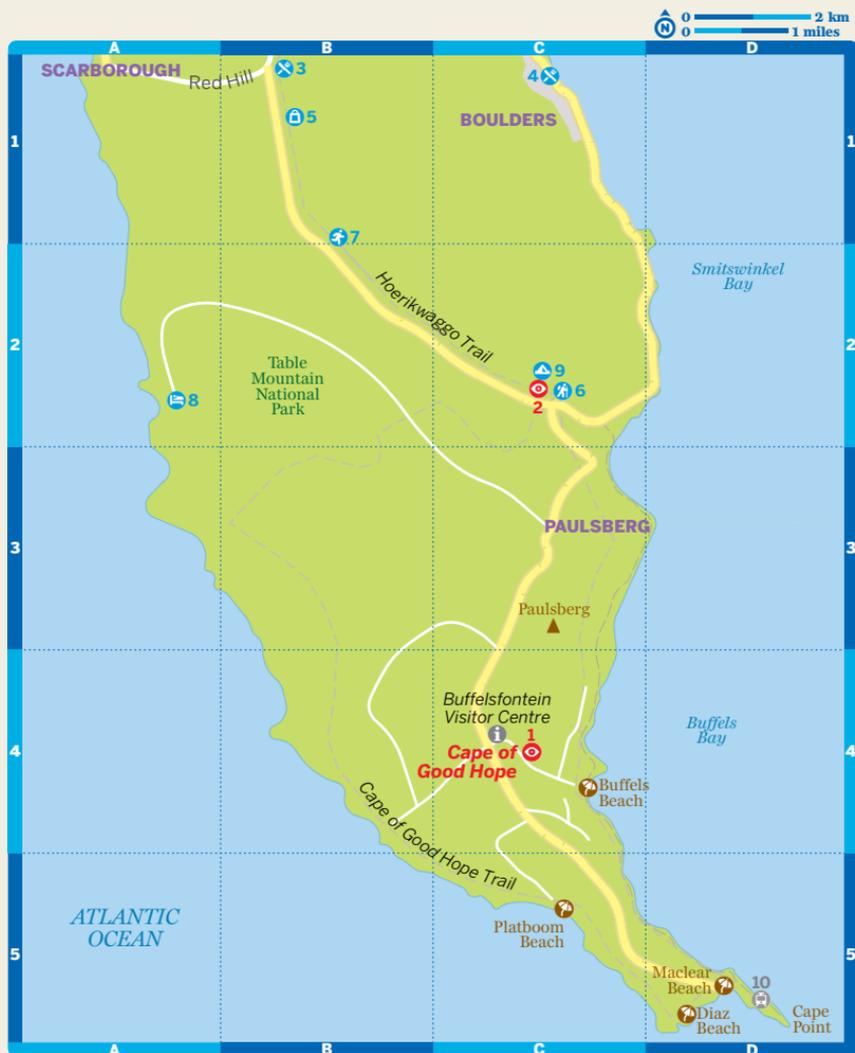 N
0 2 km
0 1 miles
A B C D
SCARBOROUGH
Red Hill
3
4
5
BOULDERS
1 1
7
Smitswinkel
Bay
Hoerikwaggo Trail
2 2
Table
Mountain
National
Park
9
6
2
8
PAULSBERG
3 3
Paulsberg
Buffelsfontein
Visitor Centre
1
Cape of
Good Hope
Buffels
Bay
4 4
Buffels
Beach
Cape of Good Hope Trail
ATLANTIC
OCEAN
Platboom
Beach
5 5
Maclear
Beach
10
Diaz
Beach
Cape
Point
A B C D